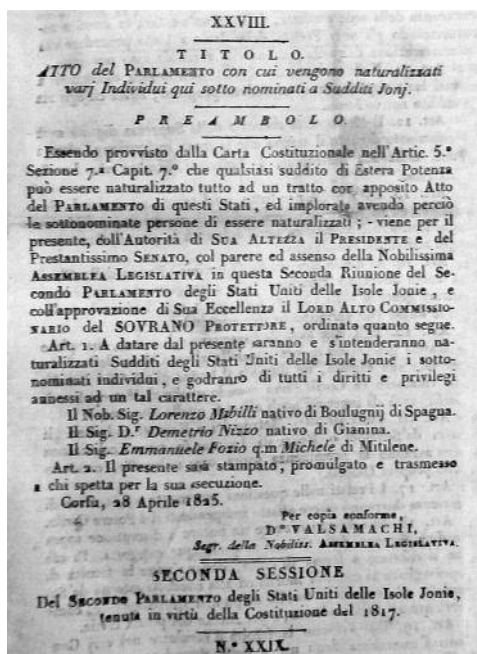 XXVIII.
TITOLO.
ATTO del PARLAMENTO con cui vengono naturalizzati
varj Individui qui sotto nominati a Sudditi Jonj.
PREAMBOLO.
Essendo provvisto dalla Carta Costituzionale nell'Artic. 5.º
Sezione 7.ª Capit. 7.º che qualsiasi suddito di Estera Potenza
può essere naturalizzato tutto ad un tratto cor apposito Atto
del PARLAMENTO di questi Stati, ed implorato avendo perciò
le sottonominate persone di essere naturalizzati; - viene per il
presente, dall'Autorità di SUA ALTEZZA il PRESIDENTE e del
Prestantissimo SENATO, col parere ed assenso della Nobilissima
ASSEMBLEA LEGISLATIVA in questa Seconda Riunione del Se-
condo PARLAMENTO degli Stati Uniti delle Isole Jonie, e
coll'approvazione di Sua Eccellenza il LORD ALTO COMMISSIO-
NARIO del SOVRANO PROTETTORE, ordinato quanto segue.
Art. 1. A datare dal presente saranno e s'intenderanno na-
turalizzati Sudditi degli Stati Uniti delle Isole Jonie i sotto-
nominati individui, e godranno di tutti i diritti e privilegi
annessi ad un tal carattere.
Il Nob. Sig. Lorenzo Mabilli nativo di Boulugnij di Spagna.
Il Sig. D.r Demetrio Nizzo nativo di Gianina.
Il Sig. Emmanuele Fozio q.m Michele di Mitilene.
Art. 2. Il presente sarà stampato, promulgato e trasmesso
a chi spetta per la sua esecuzione.
Corfu, 28 Aprile 1825.
Per copia conforme,
D.º VALSAMACHI,
Segr. della Nobiliss. ASSEMBLEA LEGISLATIVA.
SECONDA SESSIONE
Del SECONDO PARLAMENTO degli Stati Uniti delle Isole Jonie,
tenuta in virtù della Costituzione del 1817.
N.º XXIX.